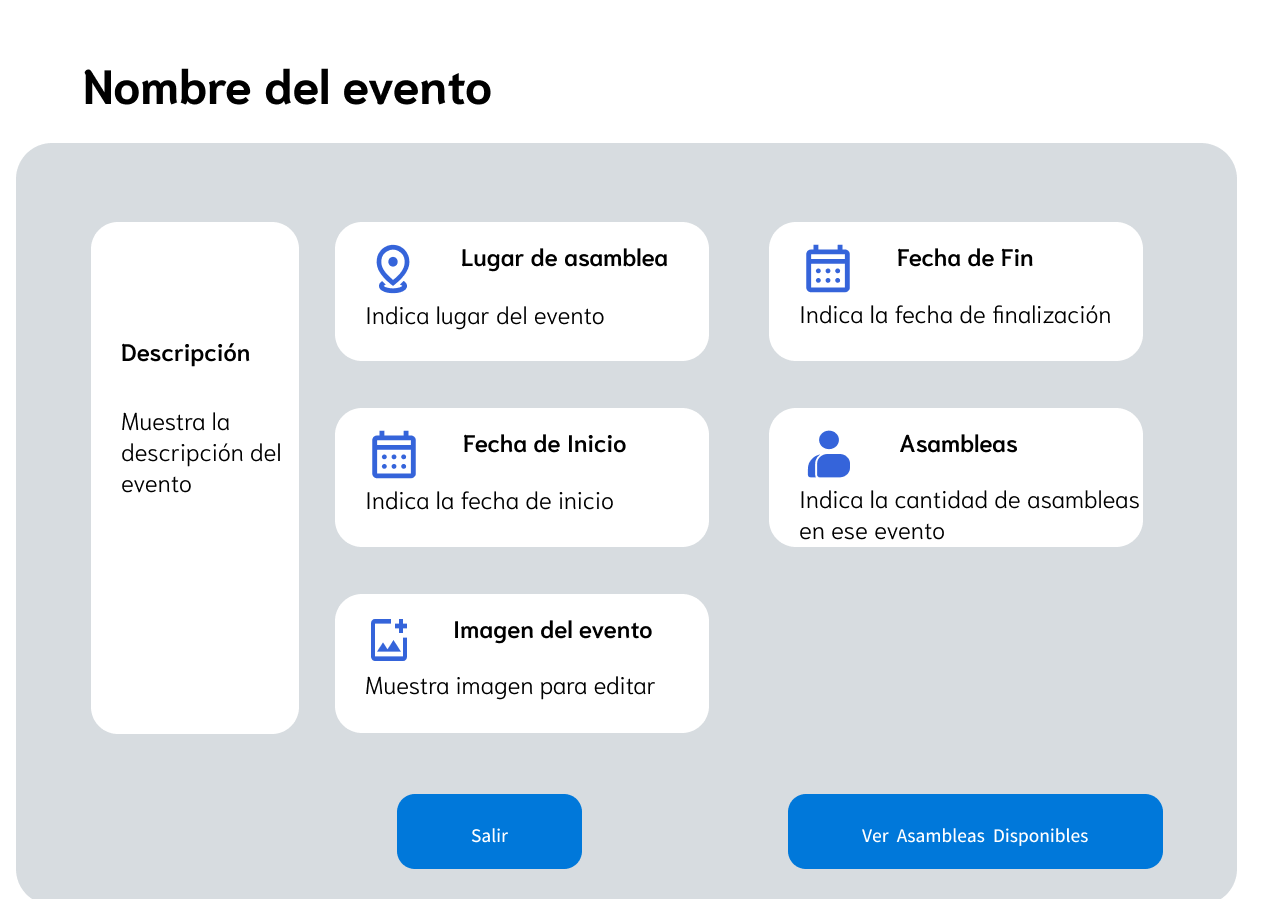 Nombre del evento
Descripción
Muestra la
descripción del
evento
Lugar de asamblea
Indica lugar del evento
Fecha de Fin
Indica la fecha de finalización
Fecha de Inicio
Indica la fecha de inicio
Asambleas
Indica la cantidad de asambleas
en ese evento
Imagen del evento
Muestra imagen para editar
Salir
Ver Asambleas Disponibles